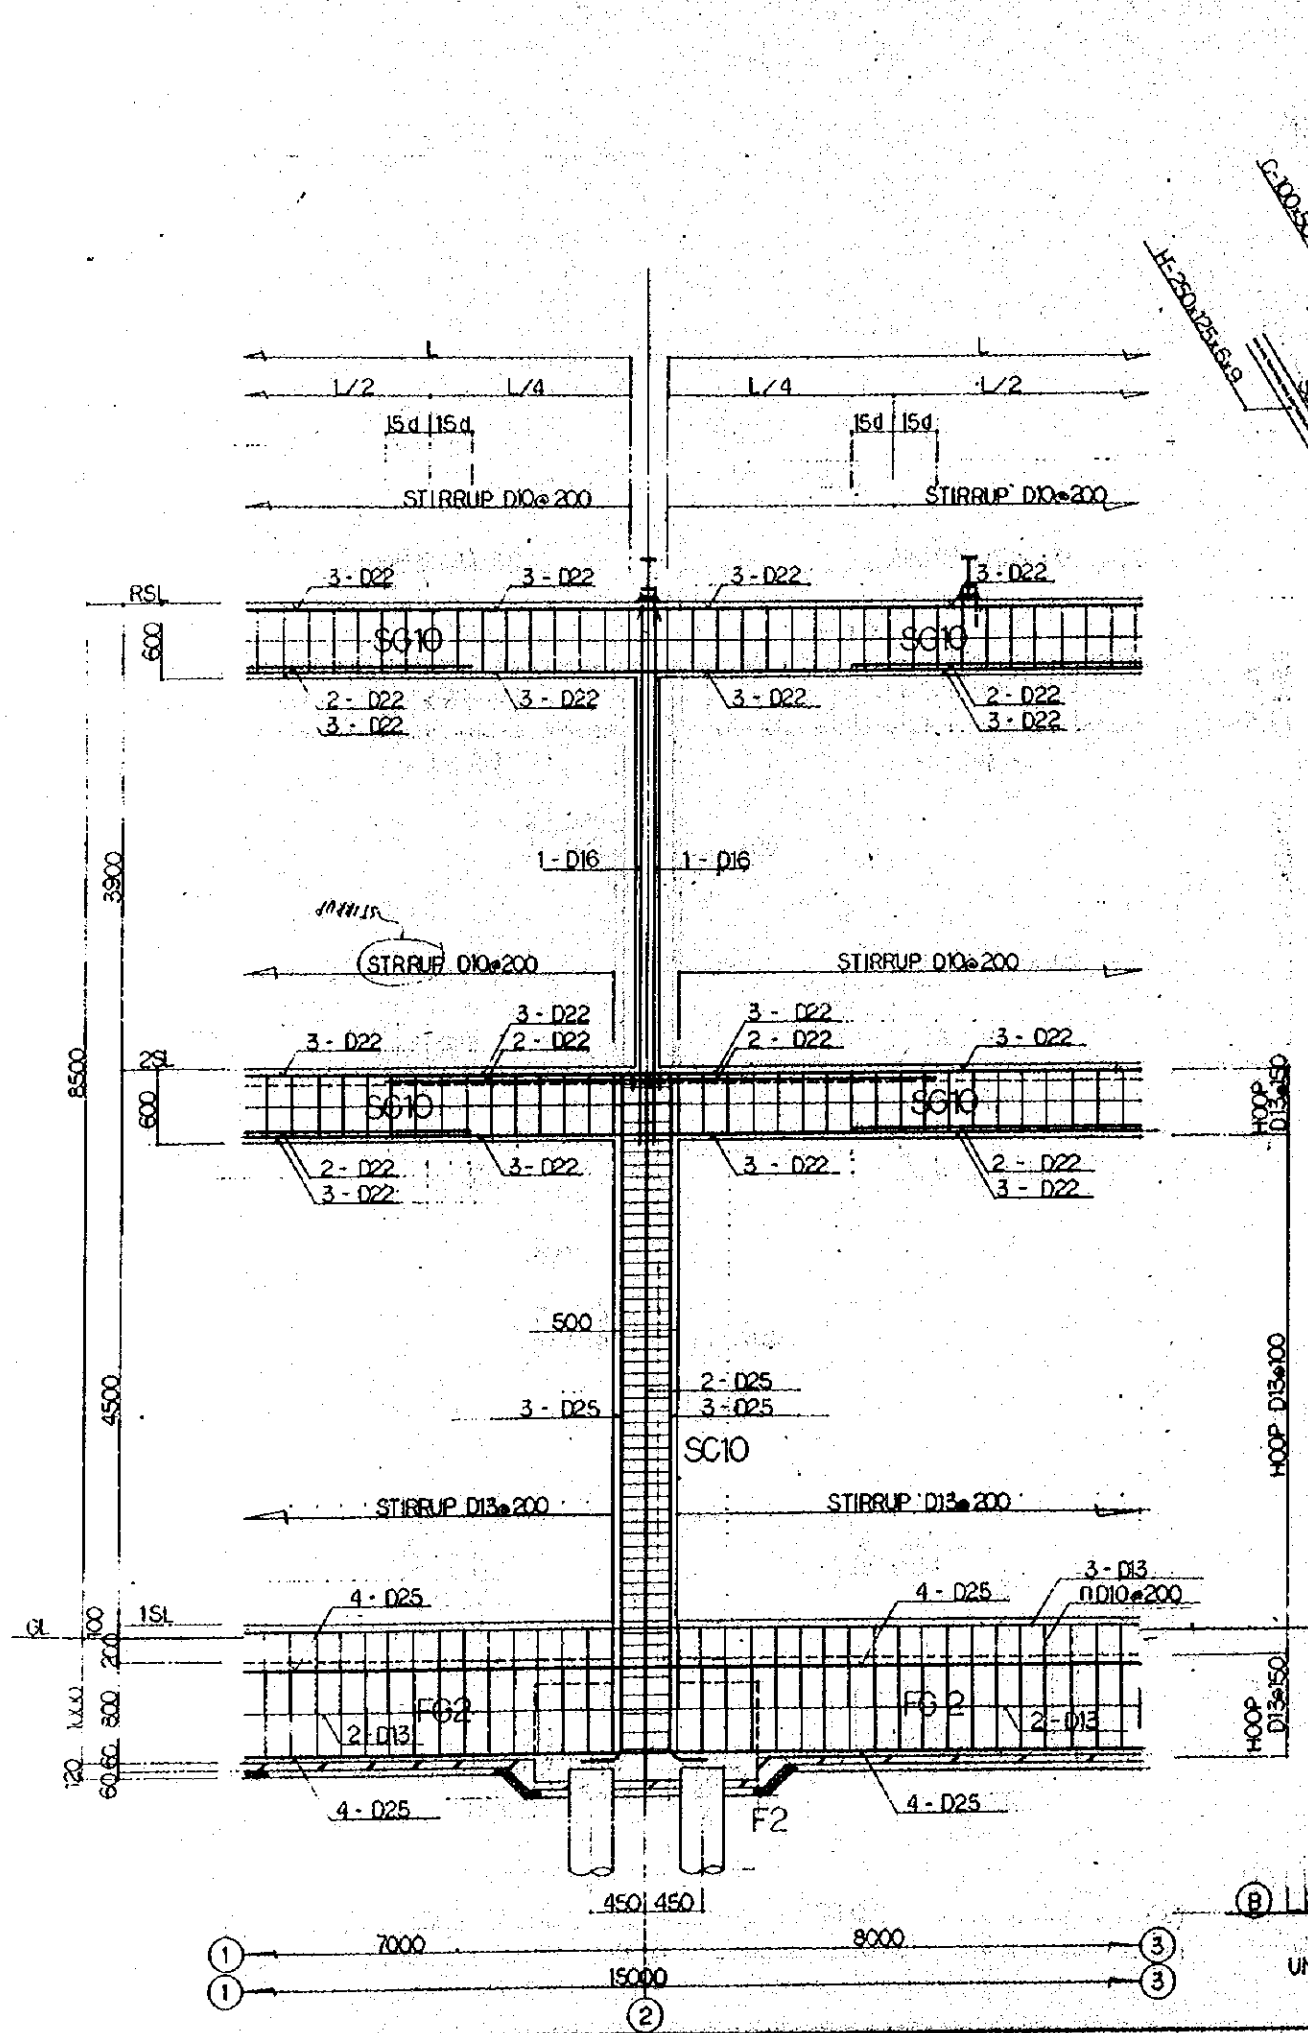 C-100x50
H-250x125x6x9
L
L
L/2
L/4
L/4
L/2
15d
15d
15d
15d
STIRRUP D10@200
STIRRUP D10@200
3 - D22
3 - D22
3 - D22
3 - D22
RSL
600
SG10
SG10
2 - D22
3 - D22
3 - D22
3 - D22
2 - D22
3 - D22
1 - D16
1 - D16
3900
STIRRUP
STRRUP D10@200
STIRRUP D10@200
3 - D22
3 - D22
2 - D22
3 - D22
2 - D22
3 - D22
8500
2SL
600
SG10
SG10
HOOP
D13@150
2 - D22
3 - D22
3 - D22
3 - D22
2 - D22
3 - D22
500
4500
2 - D25
3 - D25
3 - D25
SC10
HOOP D13@100
STIRRUP D13@200
STIRRUP D13@200
3 - D13
4 - D25
4 - D25
D10@200
GL
1SL
100
200
1000
800
FG2
FG2
2 - D13
2 - D13
HOOP
D13@150
120
60
60
4 - D25
4 - D25
F2
450
450
B
1
7000
8000
3
1
15000
3
2